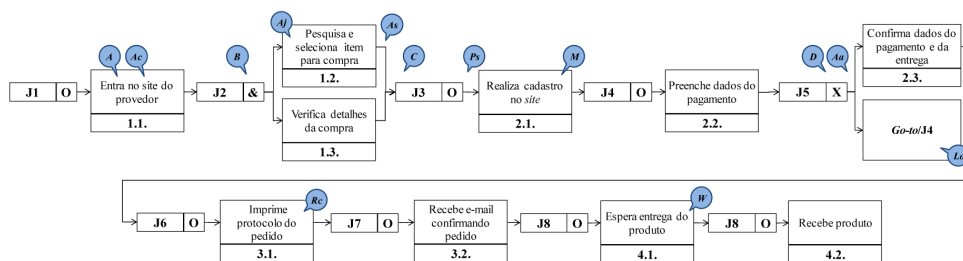 Aj
Pesquisa e
seleciona item
para compra
1.2.
As
A
Ac
B
C
Ps
M
D
Aa
Confirma dados do
pagamento e da
entrega
2.3.
J1 O
Entra no site do
provedor
1.1.
J2 &
J3 O
Realiza cadastro
no site
2.1.
J4 O
Preenche dados do
pagamento
2.2.
J5 X
Verifica detalhes
da compra
1.3.
Go-to/J4
J6 O
Imprime
protocolo do
pedido
3.1.
Rc
J7 O
Recebe e-mail
confirmando
pedido
3.2.
J8 O
Espera entrega do
produto
4.1.
W
J8 O
Recebe produto
4.2.